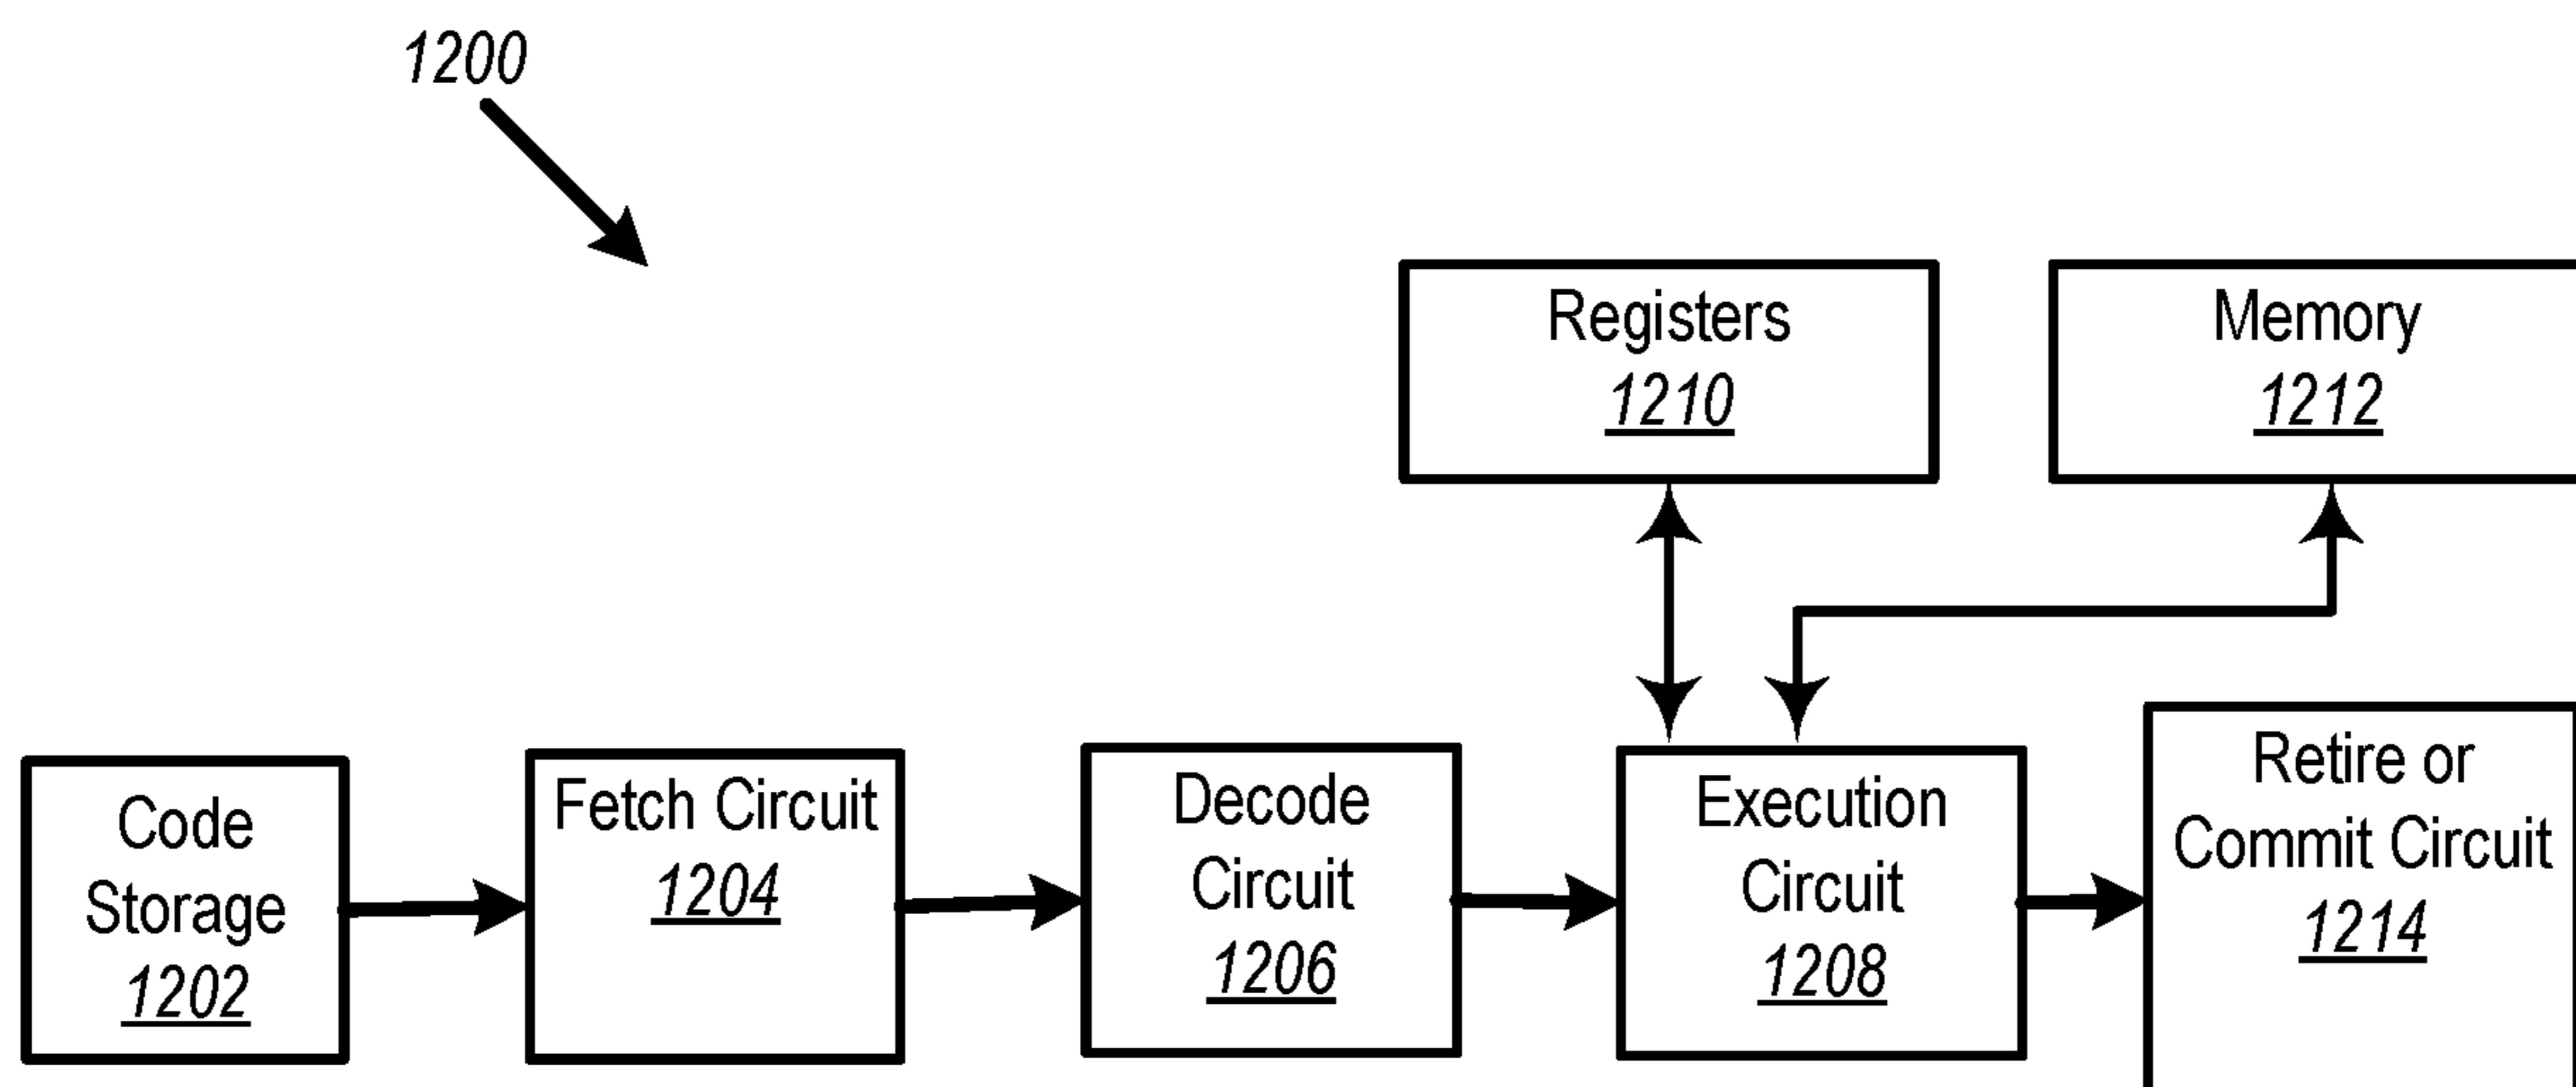 1200
Registers
1210
Memory
1212
Code
Storage
1202
Fetch Circuit
1204
Decode
Circuit
1206
Execution
Circuit
1208
Retire or
Commit Circuit
1214